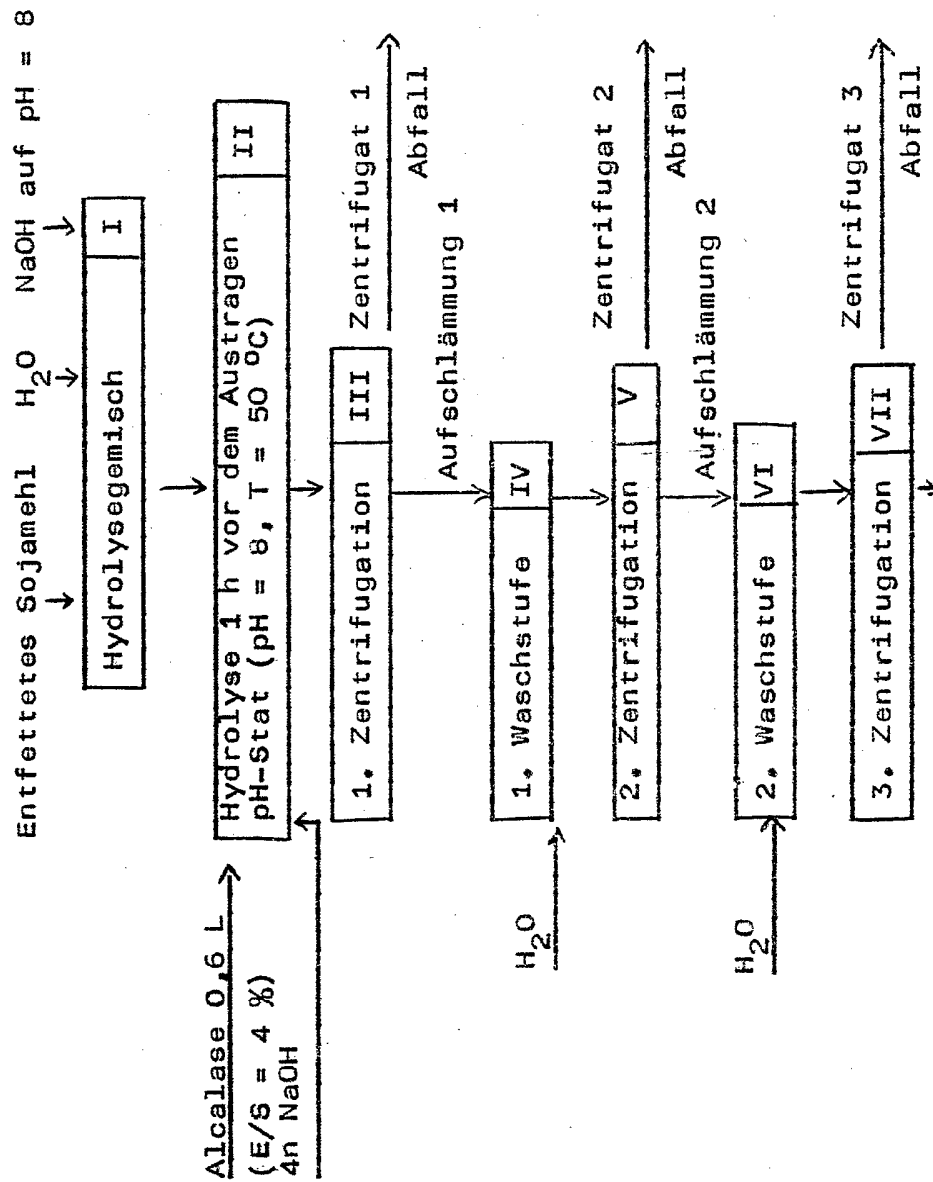 Entfettetes Sojamehl H₂O NaOH auf pH = 8
Hydrolysegemisch I
Alcalase 0,6 L
(E/S = 4 %)
4n NaOH
Hydrolyse 1 h vor dem Austragen II
pH-Stat (pH = 8, T = 50 °C)
1. Zentrifugation III
Zentrifugat 1
Abfall
Aufschlämmung 1
H₂O
1. Waschstufe IV
2. Zentrifugation V
Zentrifugat 2
Abfall
Aufschlämmung 2
H₂O
2. Waschstufe VI
3. Zentrifugation VII
Zentrifugat 3
Abfall